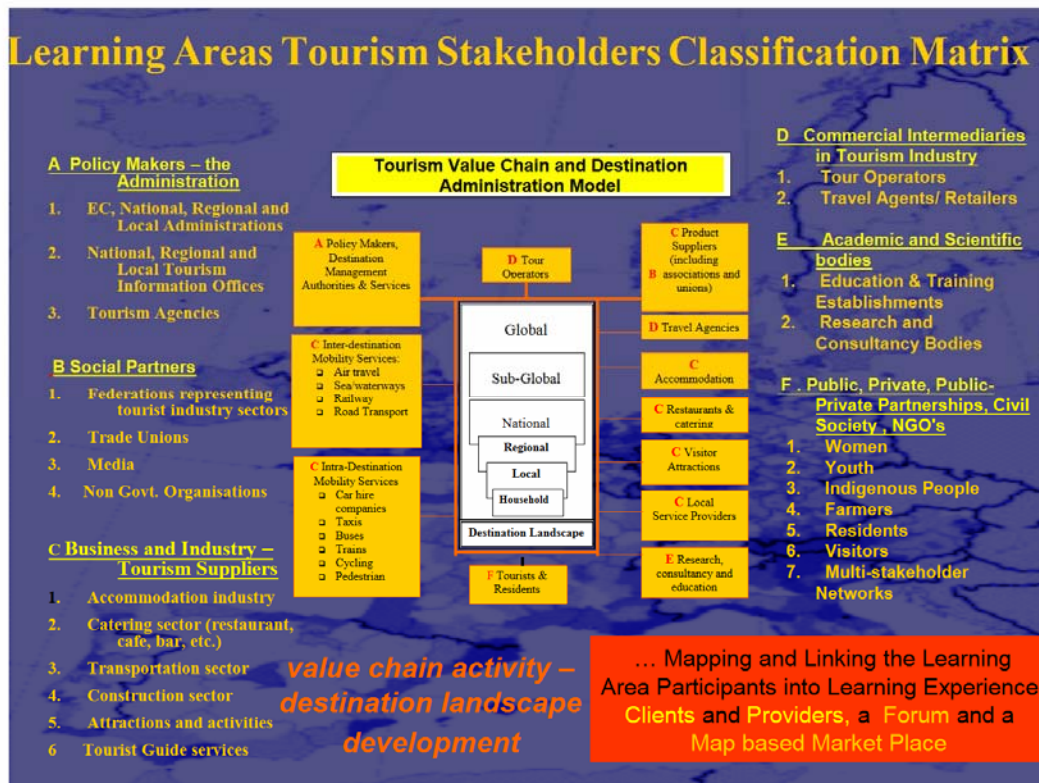 Learning Areas Tourism Stakeholders Classification Matrix
A Policy Makers – the
Administration
1. EC, National, Regional and
Local Administrations
2. National, Regional and
Local Tourism
Information Offices
3. Tourism Agencies
B Social Partners
1. Federations representing
tourist industry sectors
2. Trade Unions
3. Media
4. Non Govt. Organisations
C Business and Industry –
Tourism Suppliers
1. Accommodation industry
2. Catering sector (restaurant,
cafe, bar, etc.)
3. Transportation sector
4. Construction sector
5. Attractions and activities
6 Tourist Guide services
Tourism Value Chain and Destination
Administration Model
A Policy Makers,
Destination
Management
Authorities & Services
C Inter-destination
Mobility Services:
❑ Air travel
❑ Sea/waterways
❑ Railway
❑ Road Transport
C Intra-Destination
Mobility Services
❑ Car hire
companies
❑ Taxis
❑ Buses
❑ Trains
❑ Cycling
❑ Pedestrian
D Tour
Operators
Global
Sub-Global
National
Regional
Local
Household
Destination Landscape
F Tourists &
Residents
C Product
Suppliers
(including
B associations and
unions)
D Travel Agencies
C
Accommodation
C Restaurants &
catering
C Visitor
Attractions
C Local
Service Providers
E Research,
consultancy and
education
D Commercial Intermediaries
in Tourism Industry
1. Tour Operators
2. Travel Agents/ Retailers
E Academic and Scientific
bodies
1. Education & Training
Establishments
2. Research and
Consultancy Bodies
F . Public, Private, Public-
Private Partnerships, Civil
Society , NGO's
1. Women
2. Youth
3. Indigenous People
4. Farmers
5. Residents
6. Visitors
7. Multi-stakeholder
Networks
value chain activity –
destination landscape
development
... Mapping and Linking the Learning
Area Participants into Learning Experience
Clients and Providers, a Forum and a
Map based Market Place